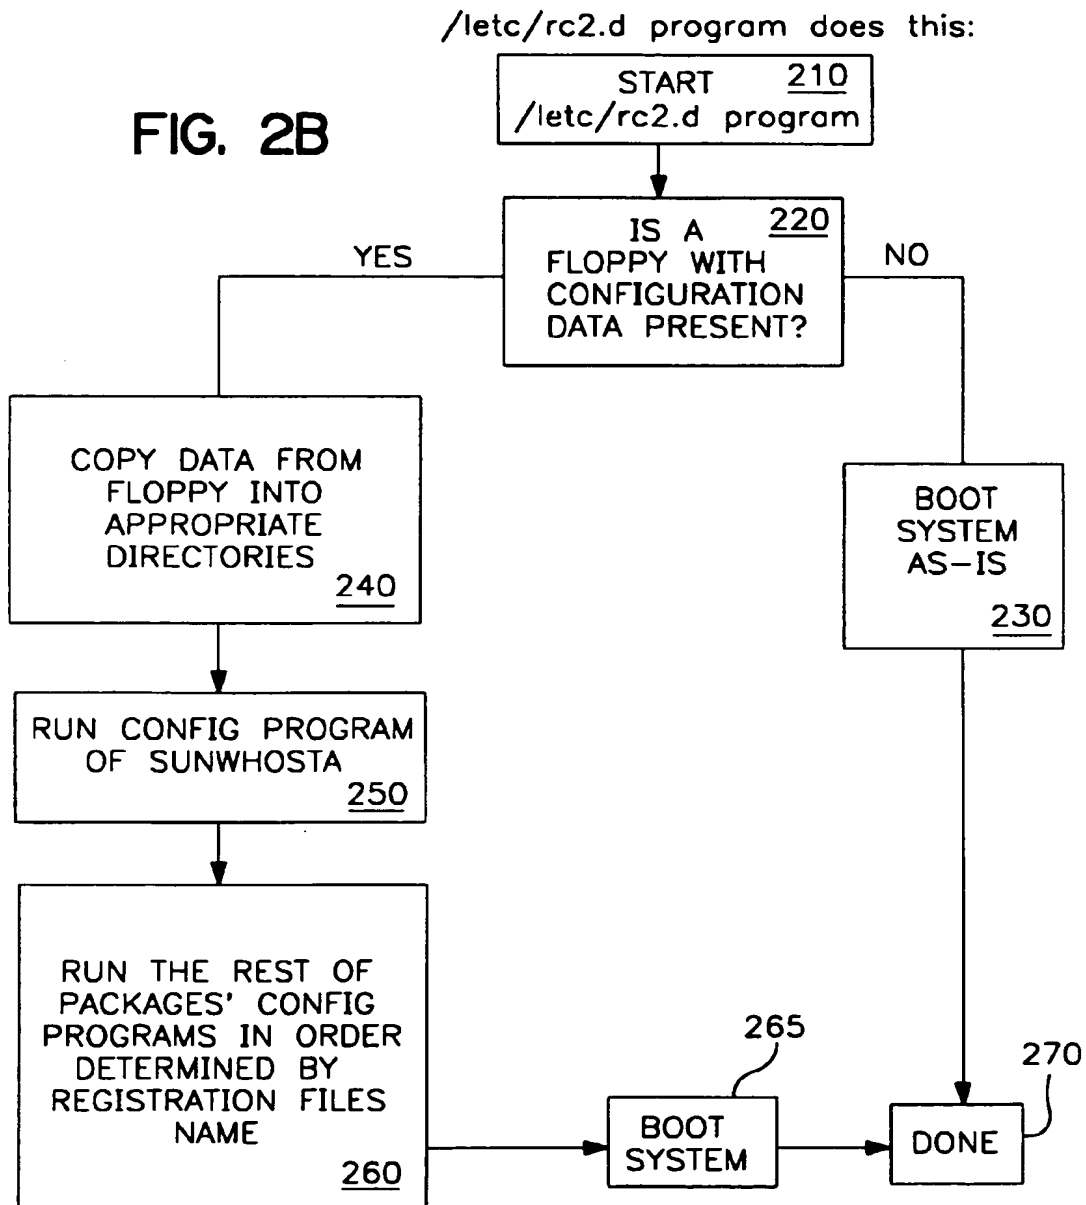 /letc/rc2.d program does this:
START 210
/letc/rc2.d program
FIG. 2B
IS A 220
FLOPPY WITH
CONFIGURATION
DATA PRESENT?
YES
NO
COPY DATA FROM
FLOPPY INTO
APPROPRIATE
DIRECTORIES
240
BOOT
SYSTEM
AS-IS
230
RUN CONFIG PROGRAM
OF SUNWHOSTA
250
RUN THE REST OF
PACKAGES' CONFIG
PROGRAMS IN ORDER
DETERMINED BY
REGISTRATION FILES
NAME
260
265
BOOT
SYSTEM
270
DONE